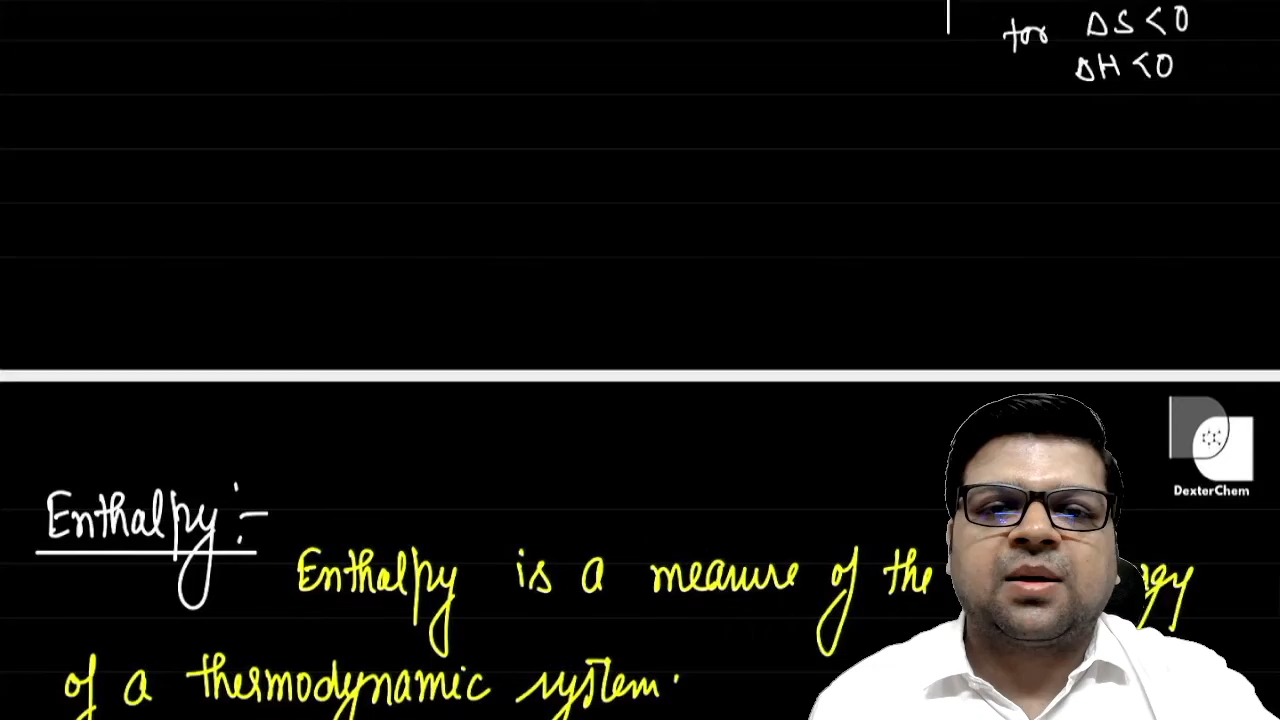 for ΔS<0
ΔH<0
DexterChem
Enthalpy :-
Enthalpy is a measure of the
of a thermodynamic system.